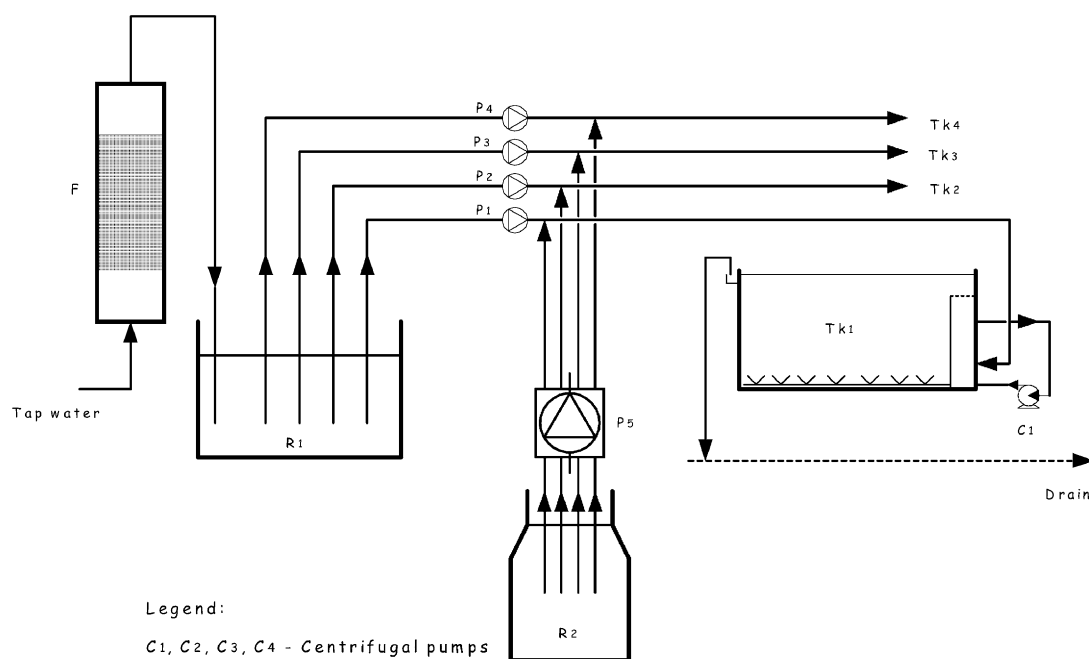 P4
Tk4
P3
Tk3
F
P2
Tk2
P1
Tk1
Tap water
P5
C1
R1
Drain
Legend:
R2
C1, C2, C3, C4 - Centrifugal pumps